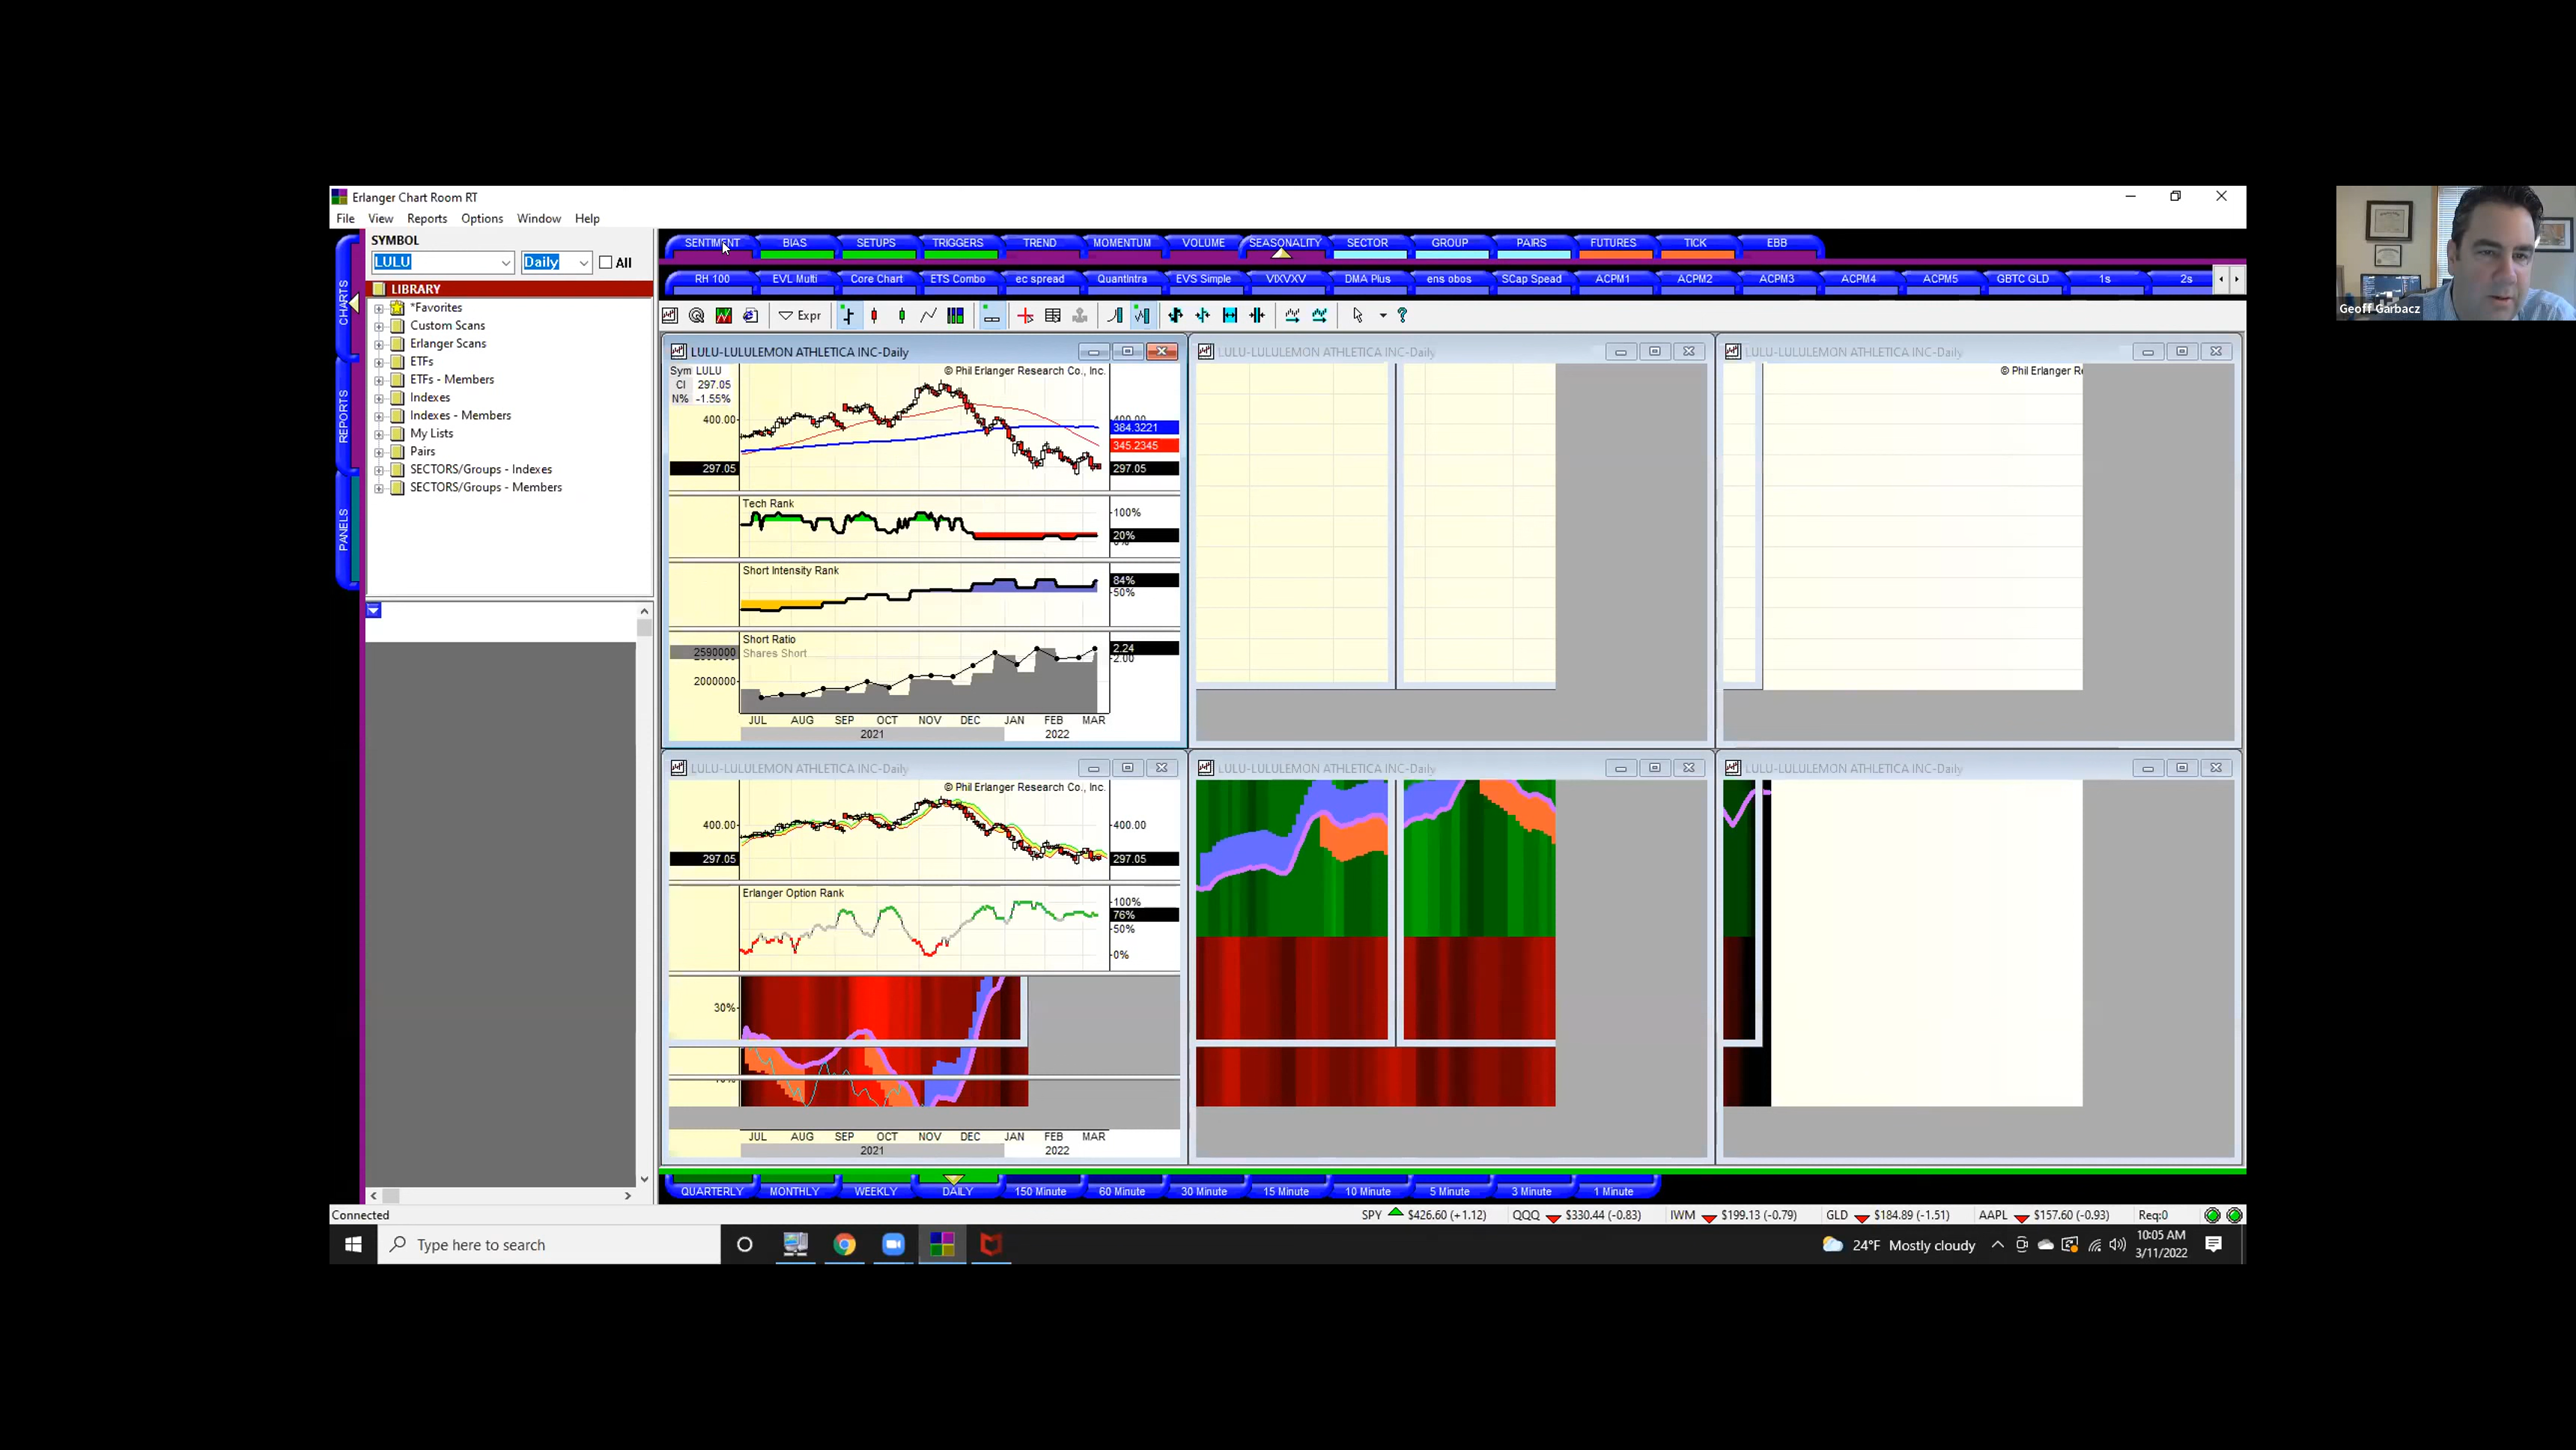 Erlanger Chart Room RT
File View Reports Options Window Help
SYMBOL
LULU Daily All
LIBRARY
*Favorites
Custom Scans
Erlanger Scans
ETFs
ETFs - Members
Indexes
Indexes - Members
My Lists
Pairs
SECTORS/Groups - Indexes
SECTORS/Groups - Members
CHARTS
REPORTS
PANELS
SENTIMENT BIAS SETUPS TRIGGERS TREND MOMENTUM VOLUME SEASONALITY SECTOR GROUP PAIRS FUTURES TICK EBB
RH 100 EVL Multi Core Chart ETS Combo ec spread QuantIntra EVS Simple VIXVXV DMA Plus ens obos SCap Spead ACPM1 ACPM2 ACPM3 ACPM4 ACPM5 GBTC GLD 1s 2s
Expr
Geoff Garbacz
LULU-LULULEMON ATHLETICA INC-Daily
Sym LULU
Cl 297.05
N% -1.55%
© Phil Erlanger Research Co., Inc.
400.00
297.05
400.00
384.3221
345.2345
297.05
Tech Rank
100%
20%
0%
Short Intensity Rank
84%
50%
Short Ratio
Shares Short
2590000
2000000
2.24
2.00
JUL AUG SEP OCT NOV DEC JAN FEB MAR
2021 2022
LULU-LULULEMON ATHLETICA INC-Daily
LULU-LULULEMON ATHLETICA INC-Daily
© Phil Erlanger Re
LULU-LULULEMON ATHLETICA INC-Daily
© Phil Erlanger Research Co., Inc.
400.00
297.05
400.00
297.05
Erlanger Option Rank
100%
76%
50%
0%
30%
JUL AUG SEP OCT NOV DEC JAN FEB MAR
2021 2022
LULU-LULULEMON ATHLETICA INC-Daily
LULU-LULULEMON ATHLETICA INC-Daily
QUARTERLY MONTHLY WEEKLY DAILY 150 Minute 60 Minute 30 Minute 15 Minute 10 Minute 5 Minute 3 Minute 1 Minute
Connected
SPY $426.60 (+1.12) QQQ $330.44 (-0.83) IWM $199.13 (-0.79) GLD $184.89 (-1.51) AAPL $157.60 (-0.93) Req:0
Type here to search
24°F Mostly cloudy
10:05 AM
3/11/2022